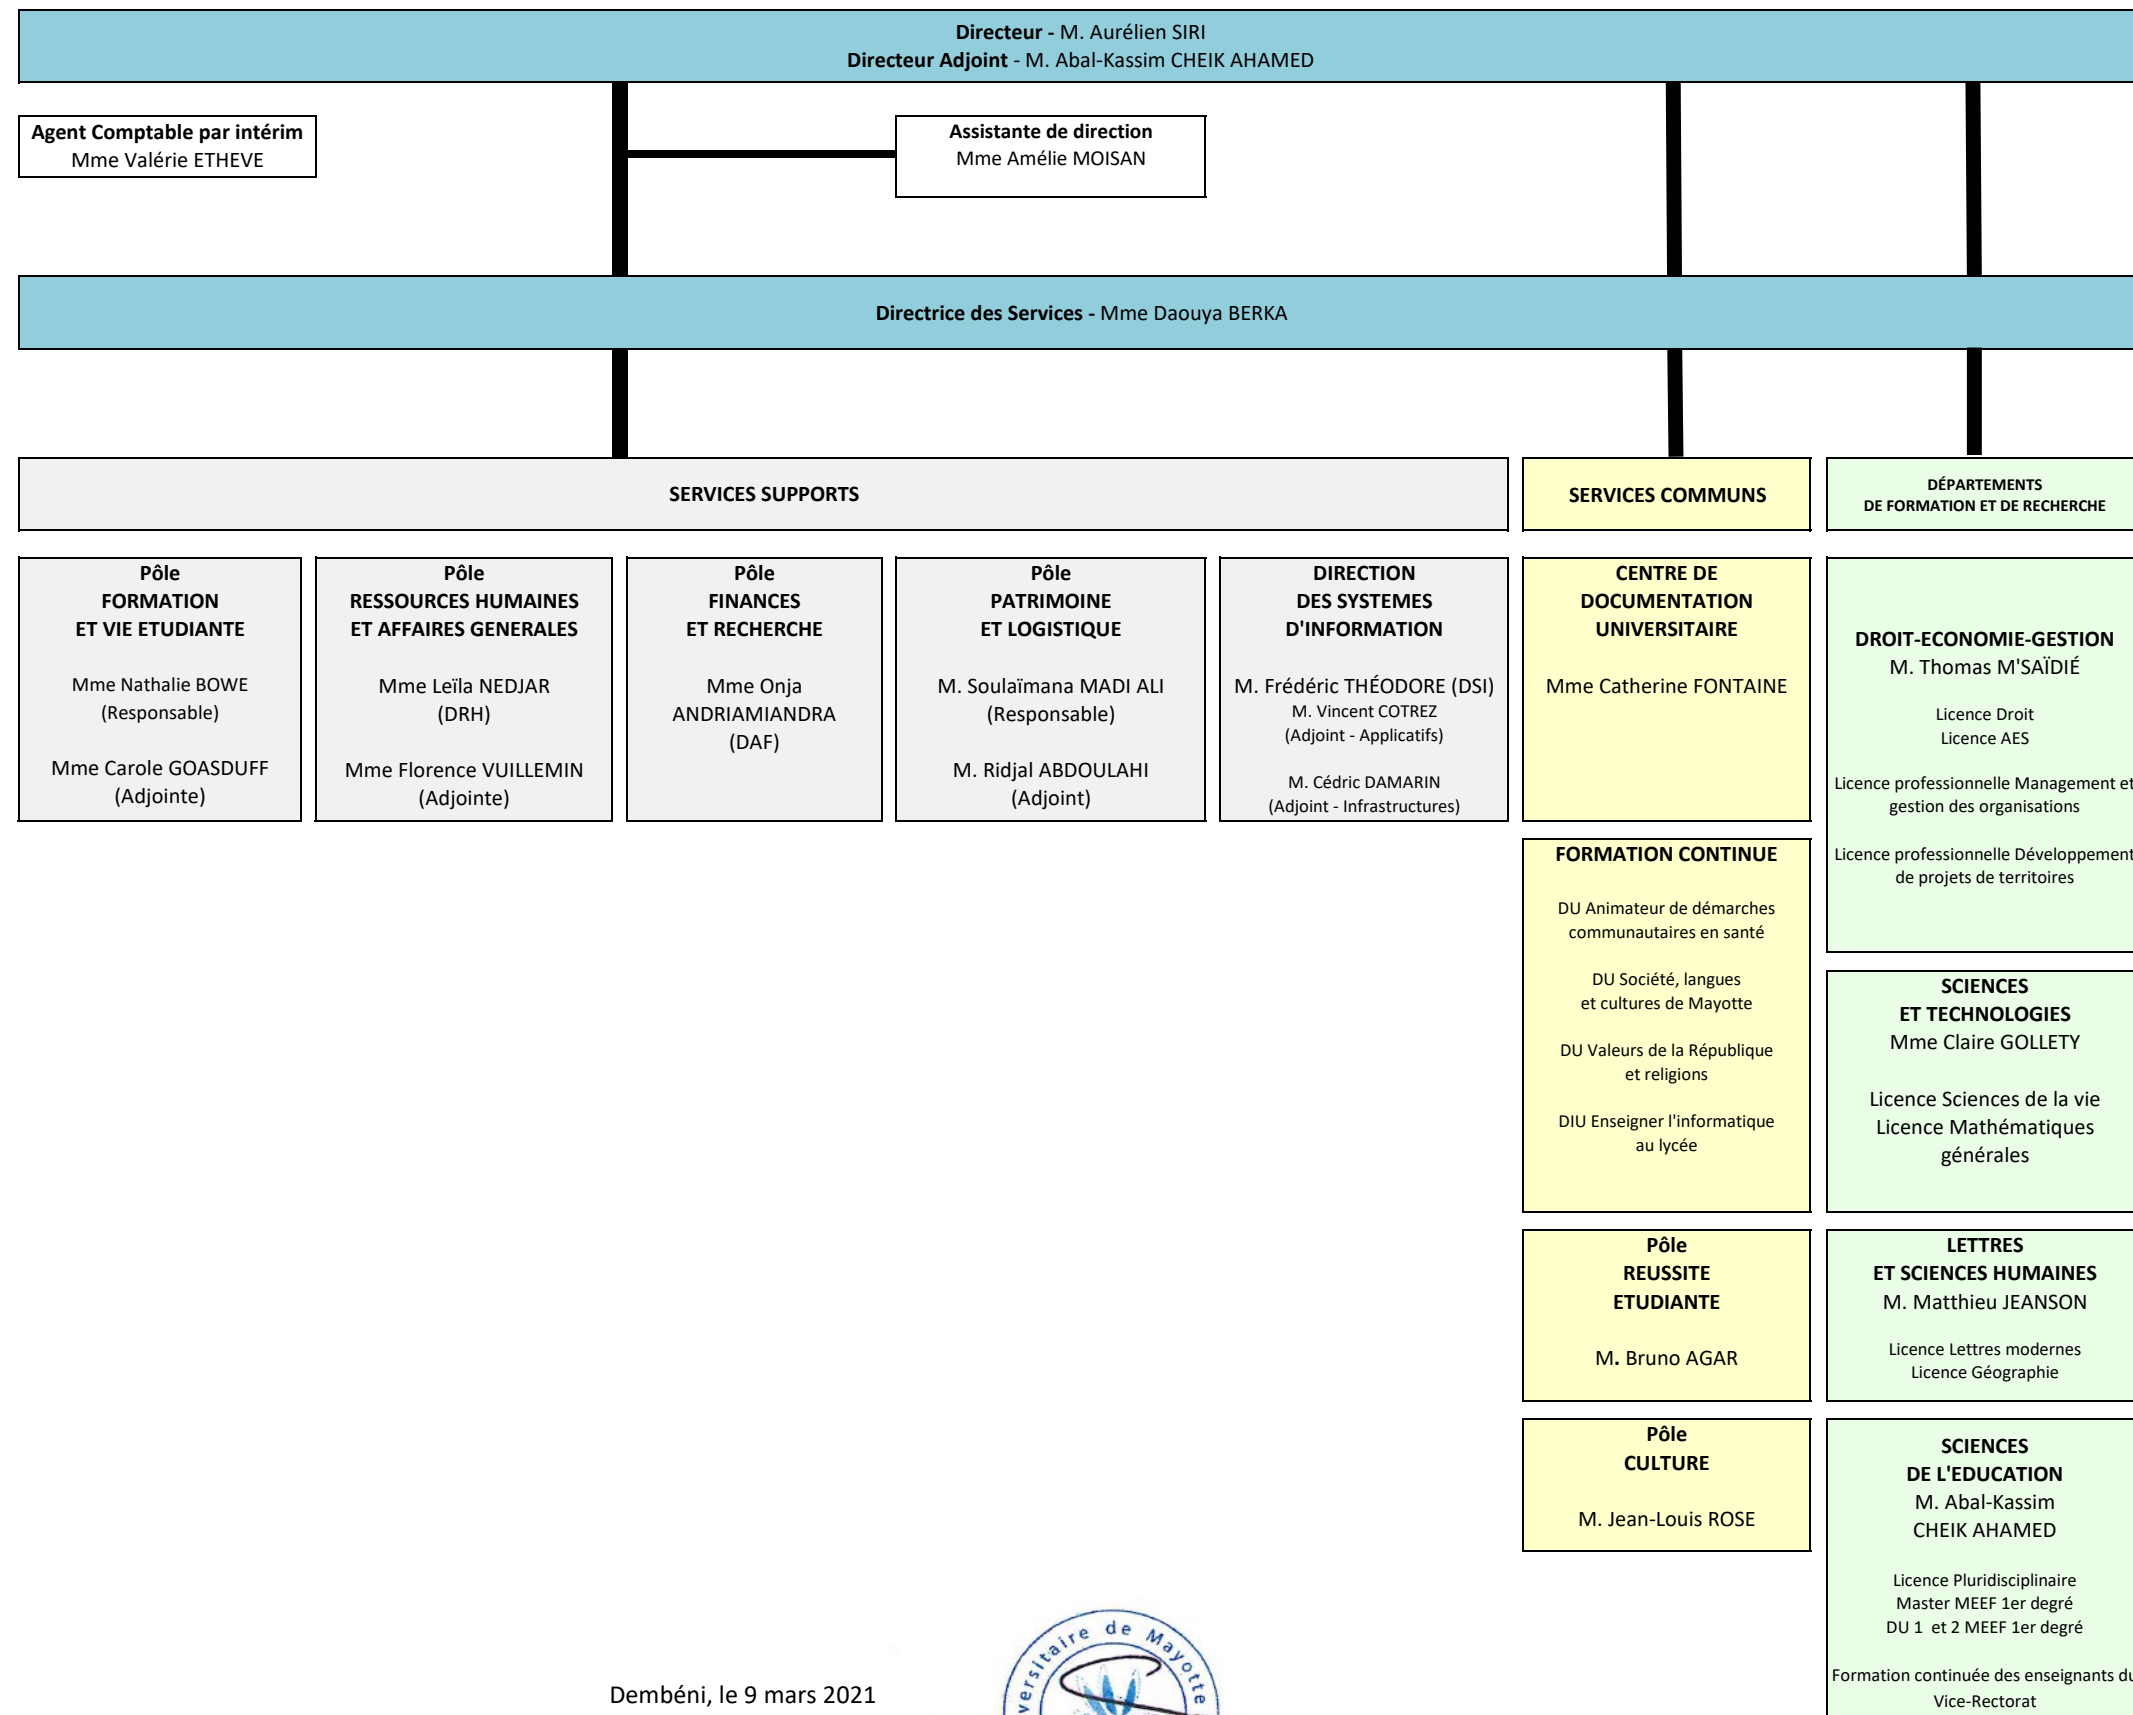 Directeur - M. Aurélien SIRI
Directeur Adjoint - M. Abal-Kassim CHEIK AHAMED
Agent Comptable par intérim
Mme Valérie ETHEVE
Assistante de direction
Mme Amélie MOISAN
Directrice des Services - Mme Daouya BERKA
SERVICES SUPPORTS
SERVICES COMMUNS
DÉPARTEMENTS
DE FORMATION ET DE RECHERCHE
Pôle
FORMATION
ET VIE ETUDIANTE
Mme Nathalie BOWE
(Responsable)
Mme Carole GOASDUFF
(Adjointe)
Pôle
RESSOURCES HUMAINES
ET AFFAIRES GENERALES
Mme Leïla NEDJAR
(DRH)
Mme Florence VUILLEMIN
(Adjointe)
Pôle
FINANCES
ET RECHERCHE
Mme Onja
ANDRIAMIANDRA
(DAF)
Pôle
PATRIMOINE
ET LOGISTIQUE
M. Soulaïmana MADI ALI
(Responsable)
M. Ridjal ABDOULAHI
(Adjoint)
DIRECTION
DES SYSTEMES
D'INFORMATION
M. Frédéric THÉODORE (DSI)
M. Vincent COTREZ
(Adjoint - Applicatifs)
M. Cédric DAMARIN
(Adjoint - Infrastructures)
CENTRE DE
DOCUMENTATION
UNIVERSITAIRE
Mme Catherine FONTAINE
FORMATION CONTINUE
DU Animateur de démarches
communautaires en santé
DU Société, langues
et cultures de Mayotte
DU Valeurs de la République
et religions
DIU Enseigner l'informatique
au lycée
Pôle
REUSSITE
ETUDIANTE
M. Bruno AGAR
Pôle
CULTURE
M. Jean-Louis ROSE
DROIT-ECONOMIE-GESTION
M. Thomas M'SAÏDIÉ
Licence Droit
Licence AES
Licence professionnelle Management et
gestion des organisations
Licence professionnelle Développement
de projets de territoires
SCIENCES
ET TECHNOLOGIES
Mme Claire GOLLETY
Licence Sciences de la vie
Licence Mathématiques
générales
LETTRES
ET SCIENCES HUMAINES
M. Matthieu JEANSON
Licence Lettres modernes
Licence Géographie
SCIENCES
DE L'EDUCATION
M. Abal-Kassim
CHEIK AHAMED
Licence Pluridisciplinaire
Master MEEF 1er degré
DU 1 et 2 MEEF 1er degré
Formation continuée des enseignants du
Vice-Rectorat
Dembéni, le 9 mars 2021
versitaire de Mayotte